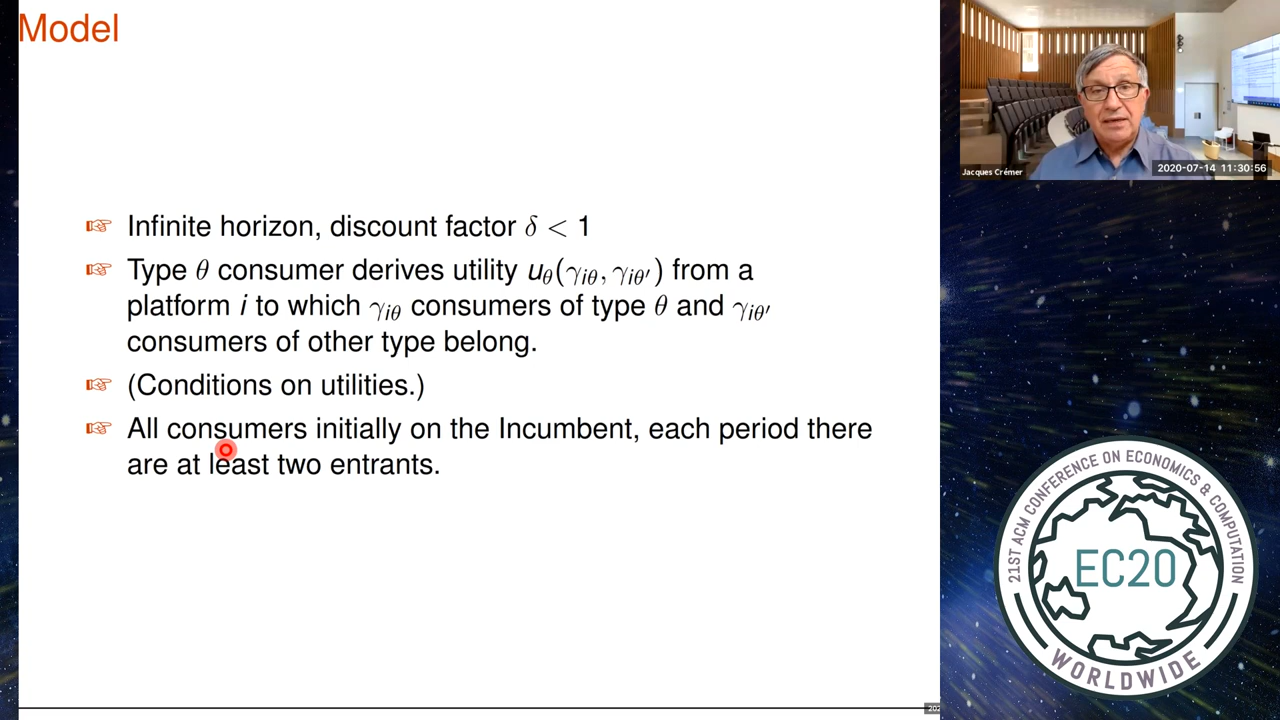 Model
Infinite horizon, discount factor δ < 1
Type θ consumer derives utility u_θ(γ_iθ, γ_iθ′) from a
platform i to which γ_iθ consumers of type θ and γ_iθ′
consumers of other type belong.
(Conditions on utilities.)
All consumers initially on the Incumbent, each period there
are at least two entrants.
Jacques Crémer
2020-07-14 11:30:56
21ST ACM CONFERENCE ON ECONOMICS & COMPUTATION
EC20
WORLDWIDE